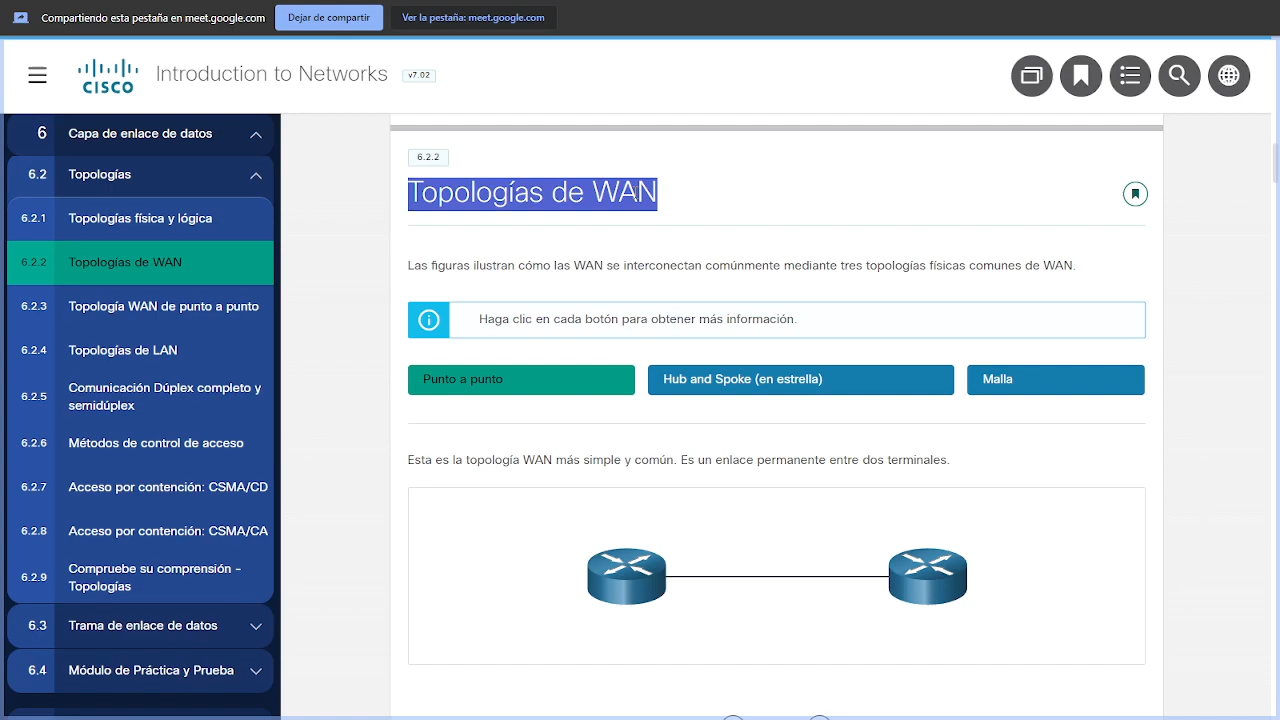 Compartiendo esta pestaña en meet.google.com
Dejar de compartir
Ver la pestaña: meet.google.com
CISCO
Introduction to Networks
v7.02
6 Capa de enlace de datos
6.2 Topologías
6.2.1 Topologías física y lógica
6.2.2 Topologías de WAN
6.2.3 Topología WAN de punto a punto
6.2.4 Topologías de LAN
6.2.5 Comunicación Dúplex completo y
semidúplex
6.2.6 Métodos de control de acceso
6.2.7 Acceso por contención: CSMA/CD
6.2.8 Acceso por contención: CSMA/CA
6.2.9 Compruebe su comprensión -
Topologías
6.3 Trama de enlace de datos
6.4 Módulo de Práctica y Prueba
6.2.2
Topologías de WAN
Las figuras ilustran cómo las WAN se interconectan comúnmente mediante tres topologías físicas comunes de WAN.
Haga clic en cada botón para obtener más información.
Punto a punto
Hub and Spoke (en estrella)
Malla
Esta es la topología WAN más simple y común. Es un enlace permanente entre dos terminales.